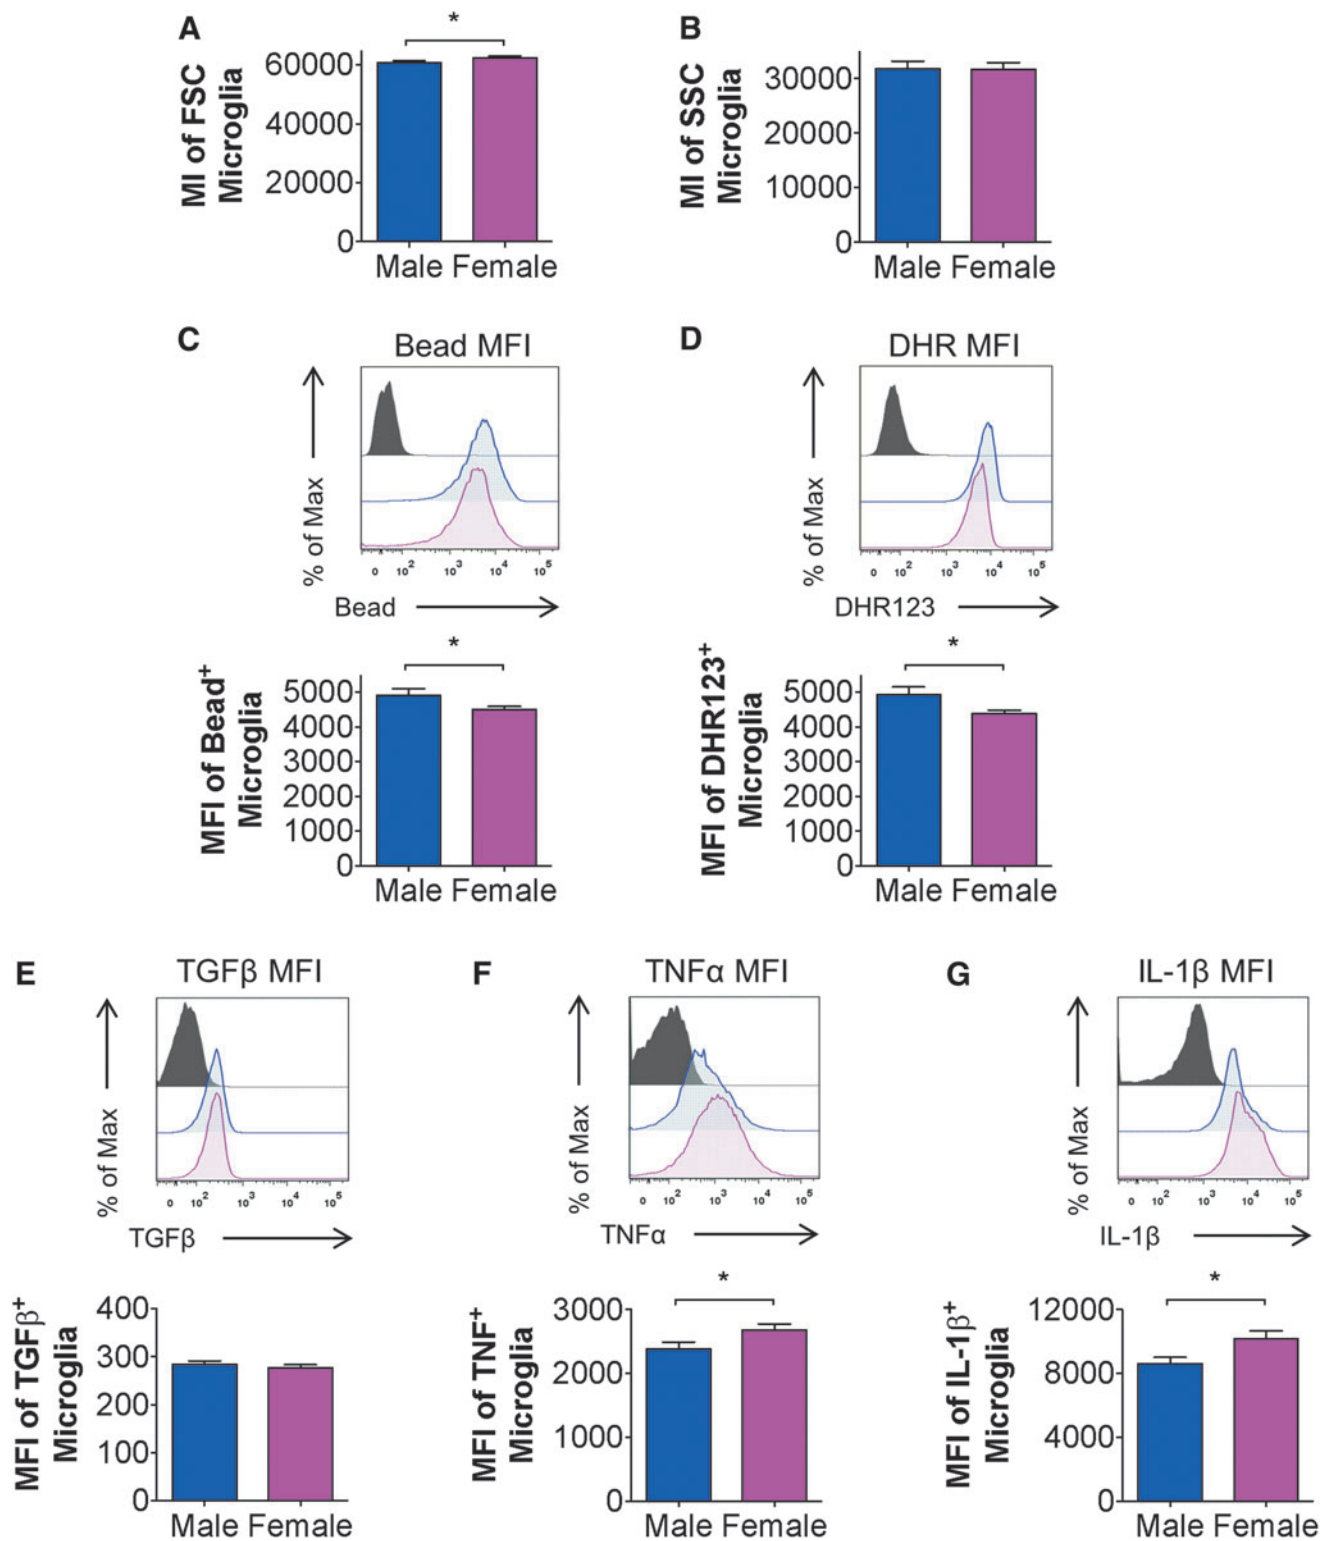 A
*
MI of FSC
Microglia
60000
40000
20000
0
Male Female
B
MI of SSC
Microglia
30000
20000
10000
0
Male Female
C
Bead MFI
% of Max
0 10² 10³ 10⁴ 10⁵
Bead
*
MFI of Bead⁺
Microglia
5000
4000
3000
2000
1000
0
Male Female
D
DHR MFI
% of Max
0 10² 10³ 10⁴ 10⁵
DHR123
*
MFI of DHR123⁺
Microglia
5000
4000
3000
2000
1000
0
Male Female
E
TGFβ MFI
% of Max
0 10² 10³ 10⁴ 10⁵
TGFβ
MFI of TGFβ⁺
Microglia
400
300
200
100
0
Male Female
F
TNFα MFI
% of Max
0 10² 10³ 10⁴ 10⁵
TNFα
*
MFI of TNF⁺
Microglia
3000
2000
1000
0
Male Female
G
IL-1β MFI
% of Max
0 10² 10³ 10⁴ 10⁵
IL-1β
*
MFI of IL-1β⁺
Microglia
12000
8000
4000
0
Male Female